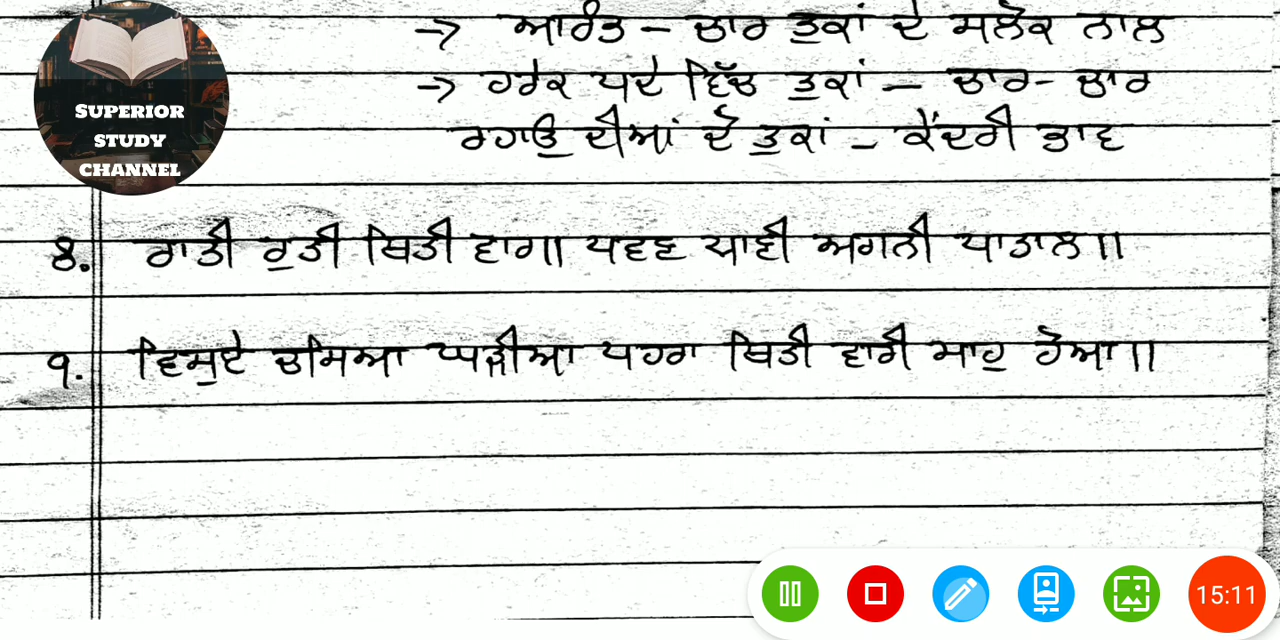 → ਆਰੰਭ – ਚਾਰ ਤੁਕਾਂ ਦੇ ਸਲੋਕ ਨਾਲ
→ ਹਰੇਕ ਪਦੇ ਵਿੱਚ ਤੁਕਾਂ – ਚਾਰ-ਚਾਰ
ਰਹਾਉ ਦੀਆਂ ਦੋ ਤੁਕਾਂ – ਕੇਂਦਰੀ ਭਾਵ
SUPERIOR
STUDY
CHANNEL
8. ਰਾਤੀ ਰੁਤੀ ਥਿਤੀ ਵਾਰ॥ ਪਵਣ ਪਾਣੀ ਅਗਨੀ ਪਾਤਾਲ॥
9. ਵਿਸੁਏ ਚਸਿਆ ਘੜੀਆ ਪਹਰਾ ਥਿਤੀ ਵਾਰੀ ਮਾਹੁ ਹੋਆ॥
15:11